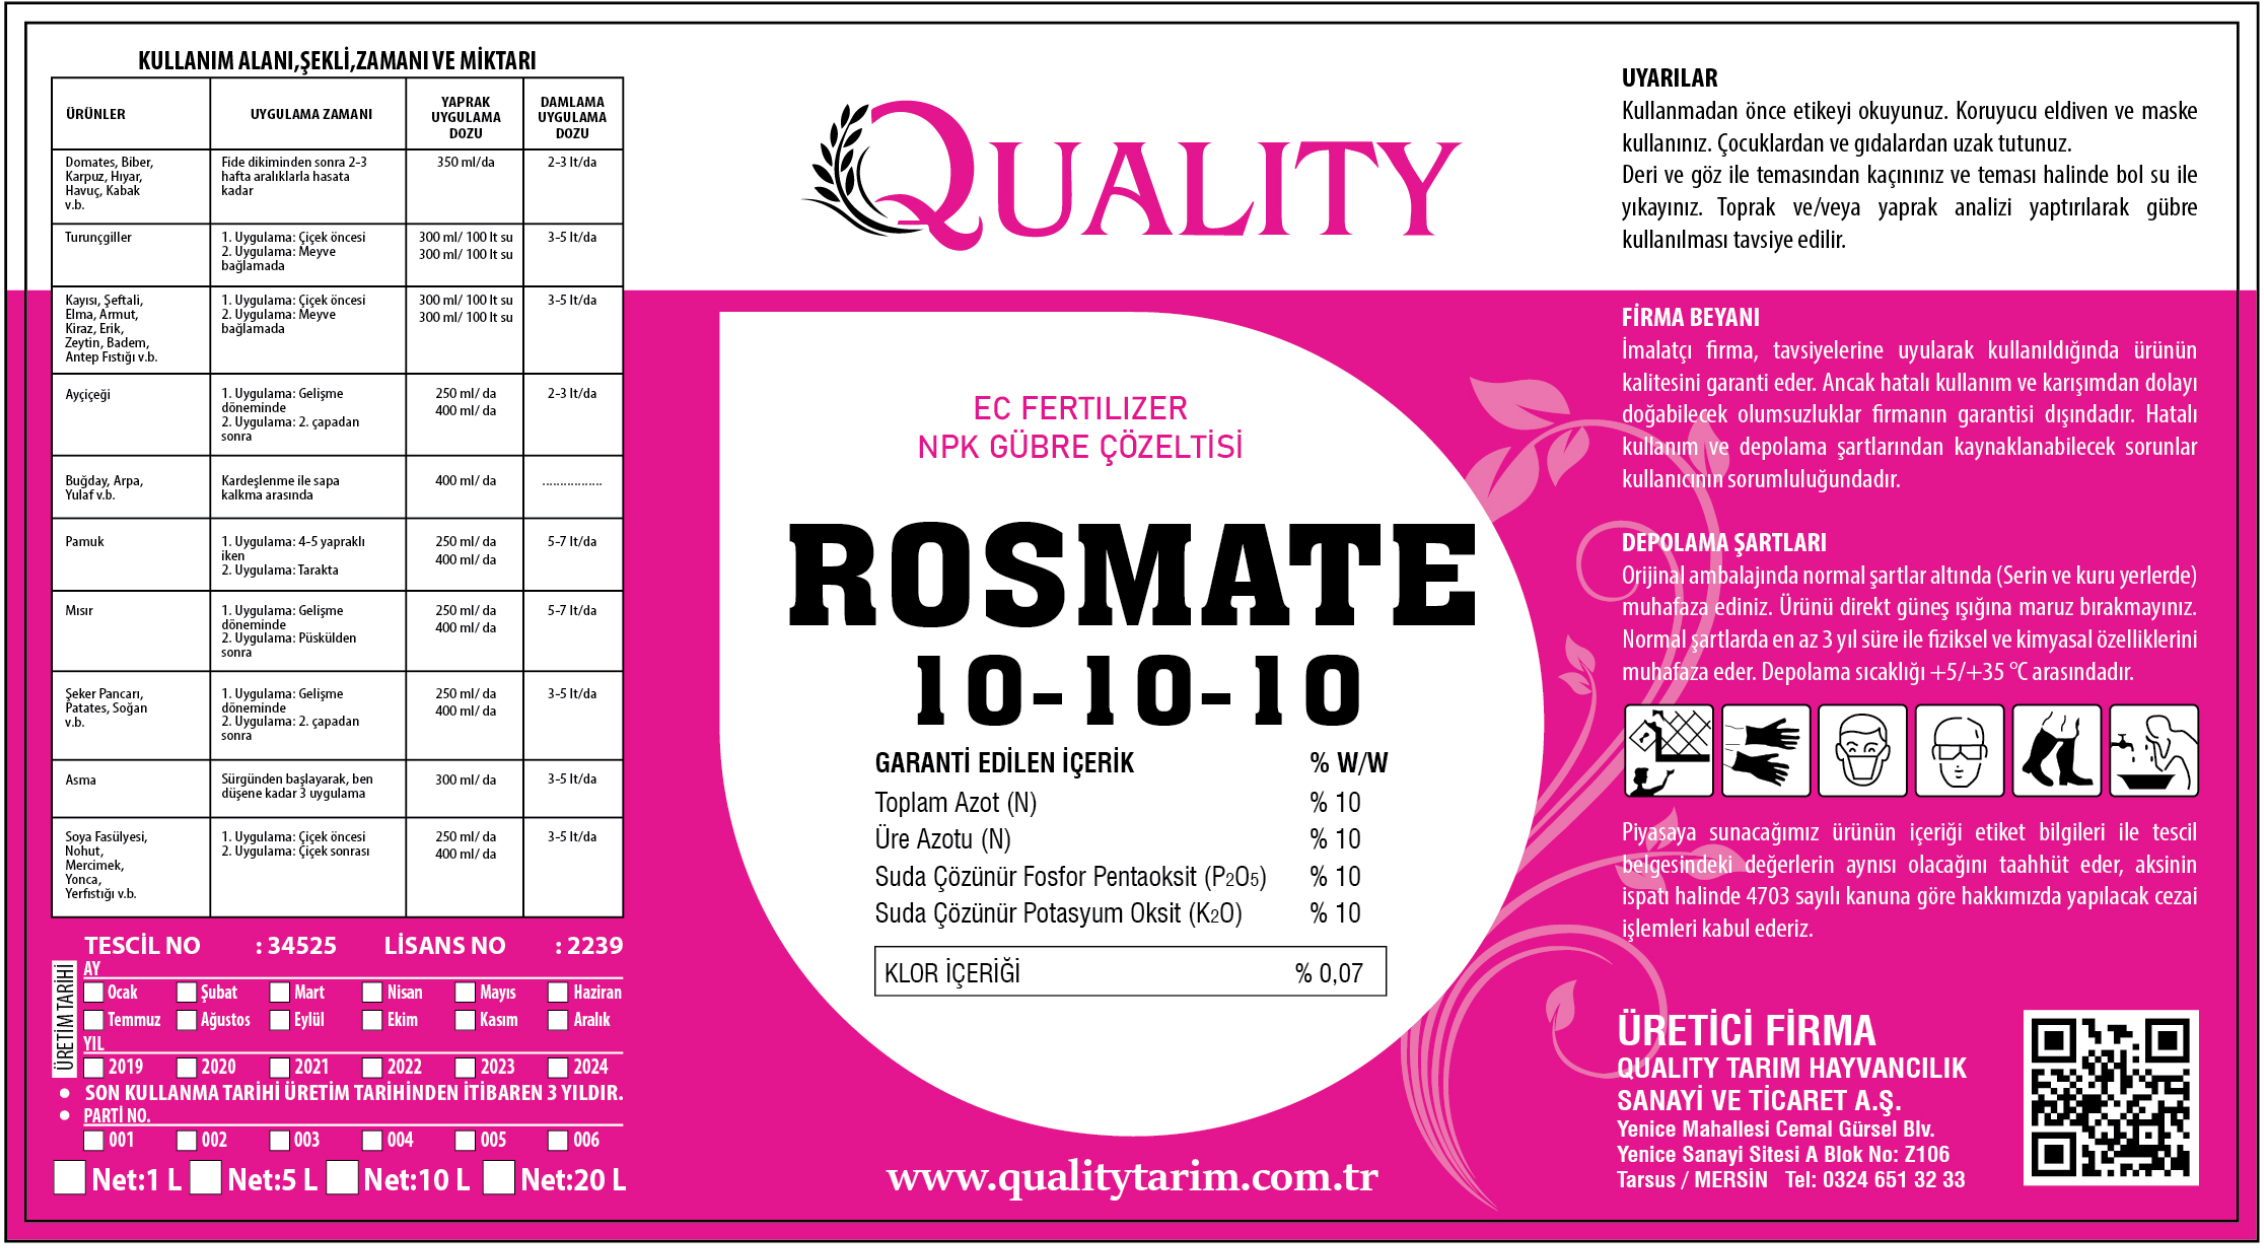 KULLANIM ALANI,ŞEKLİ,ZAMANI VE MİKTARI
ÜRÜNLER
UYGULAMA ZAMANI
YAPRAK
UYGULAMA
DOZU
DAMLAMA
UYGULAMA
DOZU
Domates, Biber,
Karpuz, Hıyar,
Havuç, Kabak
v.b.
Fide dikiminden sonra 2-3
hafta aralıklarla hasata
kadar
350 ml/da
2-3 lt/da
Turunçgiller
1. Uygulama: Çiçek öncesi
2. Uygulama: Meyve
bağlamada
300 ml/ 100 lt su
300 ml/ 100 lt su
3-5 lt/da
Kayısı, Şeftali,
Elma, Armut,
Kiraz, Erik,
Zeytin, Badem,
Antep Fıstığı v.b.
1. Uygulama: Çiçek öncesi
2. Uygulama: Meyve
bağlamada
300 ml/ 100 lt su
300 ml/ 100 lt su
3-5 lt/da
Ayçiçeği
1. Uygulama: Gelişme
döneminde
2. Uygulama: 2. çapadan
sonra
250 ml/ da
400 ml/ da
2-3 lt/da
Buğday, Arpa,
Yulaf v.b.
Kardeşlenme ile sapa
kalkma arasında
400 ml/ da
.................
Pamuk
1. Uygulama: 4-5 yapraklı
iken
2. Uygulama: Tarakta
250 ml/ da
400 ml/ da
5-7 lt/da
Mısır
1. Uygulama: Gelişme
döneminde
2. Uygulama: Püskülden
sonra
250 ml/ da
400 ml/ da
5-7 lt/da
Şeker Pancarı,
Patates, Soğan
v.b.
1. Uygulama: Gelişme
döneminde
2. Uygulama: 2. çapadan
sonra
250 ml/ da
400 ml/ da
3-5 lt/da
Asma
Sürgünden başlayarak, ben
düşene kadar 3 uygulama
300 ml/ da
3-5 lt/da
Soya Fasülyesi,
Nohut,
Mercimek,
Yonca,
Yerfıstığı v.b.
1. Uygulama: Çiçek öncesi
2. Uygulama: Çiçek sonrası
250 ml/ da
400 ml/ da
3-5 lt/da
TESCİL NO : 34525 LİSANS NO : 2239
ÜRETİM TARİHİ
AY
Ocak Şubat Mart Nisan Mayıs Haziran
Temmuz Ağustos Eylül Ekim Kasım Aralık
YIL
2019 2020 2021 2022 2023 2024
• SON KULLANMA TARİHİ ÜRETİM TARİHİNDEN İTİBAREN 3 YILDIR.
• PARTİ NO.
001 002 003 004 005 006
Net:1 L Net:5 L Net:10 L Net:20 L
QUALITY
EC FERTILIZER
NPK GÜBRE ÇÖZELTİSİ
ROSMATE
10-10-10
GARANTİ EDİLEN İÇERİK % W/W
Toplam Azot (N) % 10
Üre Azotu (N) % 10
Suda Çözünür Fosfor Pentaoksit (P2O5) % 10
Suda Çözünür Potasyum Oksit (K2O) % 10
KLOR İÇERİĞİ % 0,07
www.qualitytarim.com.tr
UYARILAR
Kullanmadan önce etikeyi okuyunuz. Koruyucu eldiven ve maske
kullanınız. Çocuklardan ve gıdalardan uzak tutunuz.
Deri ve göz ile temasından kaçınınız ve teması halinde bol su ile
yıkayınız. Toprak ve/veya yaprak analizi yaptırılarak gübre
kullanılması tavsiye edilir.
FİRMA BEYANI
İmalatçı firma, tavsiyelerine uyularak kullanıldığında ürünün
kalitesini garanti eder. Ancak hatalı kullanım ve karışımdan dolayı
doğabilecek olumsuzluklar firmanın garantisi dışındadır. Hatalı
kullanım ve depolama şartlarından kaynaklanabilecek sorunlar
kullanıcının sorumluluğundadır.
DEPOLAMA ŞARTLARI
Orijinal ambalajında normal şartlar altında (Serin ve kuru yerlerde)
muhafaza ediniz. Ürünü direkt güneş ışığına maruz bırakmayınız.
Normal şartlarda en az 3 yıl süre ile fiziksel ve kimyasal özelliklerini
muhafaza eder. Depolama sıcaklığı +5/+35 °C arasındadır.
Piyasaya sunacağımız ürünün içeriği etiket bilgileri ile tescil
belgesindeki değerlerin aynısı olacağını taahhüt eder, aksinin
ispatı halinde 4703 sayılı kanuna göre hakkımızda yapılacak cezai
işlemleri kabul ederiz.
ÜRETİCİ FİRMA
QUALITY TARIM HAYVANCILIK
SANAYİ VE TİCARET A.Ş.
Yenice Mahallesi Cemal Gürsel Blv.
Yenice Sanayi Sitesi A Blok No: Z106
Tarsus / MERSİN Tel: 0324 651 32 33